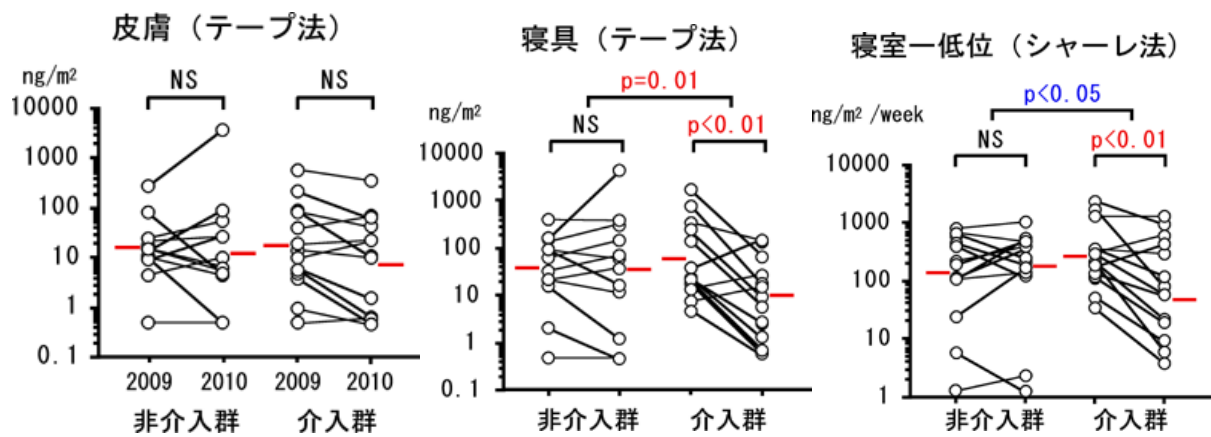 皮膚（テープ法）
ng/m²
NS
NS
10000
1000
100
10
1
0.1
2009
2010
2009
2010
非介入群
介入群
寝具（テープ法）
p=0.01
ng/m²
NS
p<0.01
10000
1000
100
10
1
0.1
非介入群
介入群
寝室ー低位（シャーレ法）
p<0.05
ng/m² /week
NS
p<0.01
10000
1000
100
10
1
非介入群
介入群